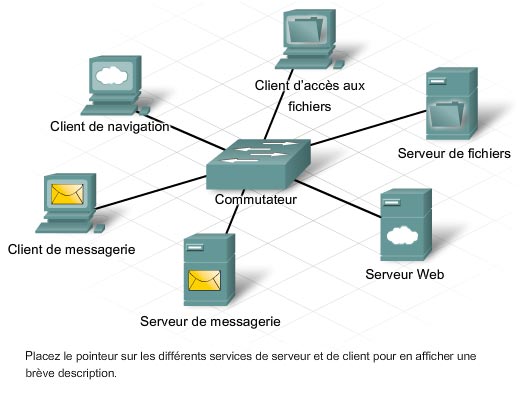 Client d'accès aux
fichiers
Client de navigation
Serveur de fichiers
Commutateur
Client de messagerie
Serveur Web
Serveur de messagerie
Placez le pointeur sur les différents services de serveur et de client pour en afficher une
brève description.